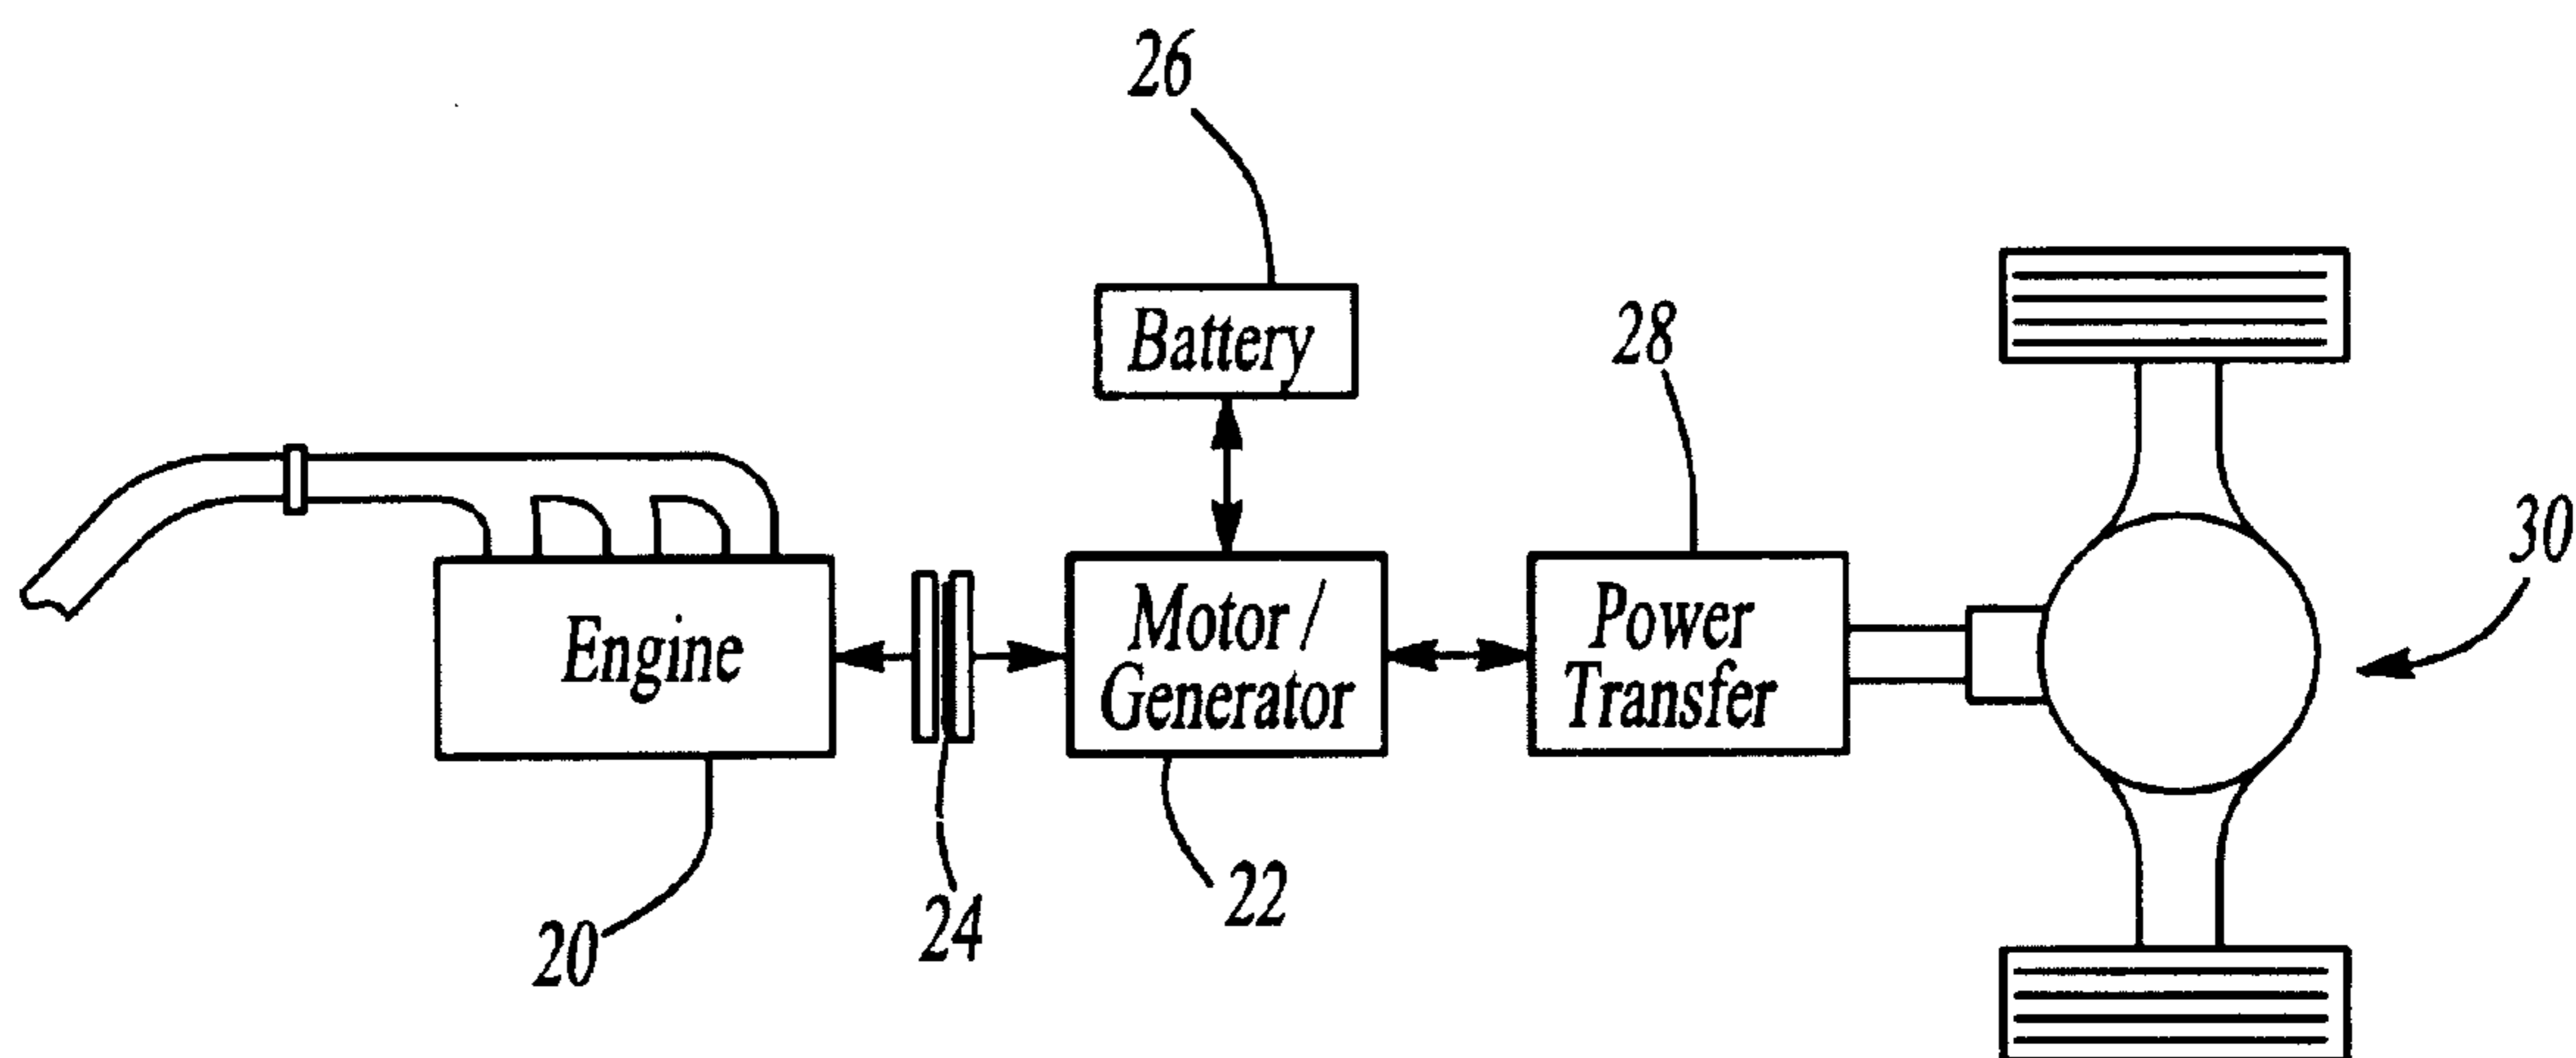 26
Battery
28
30
Engine
Motor /
Generator
Power
Transfer
20
24
22